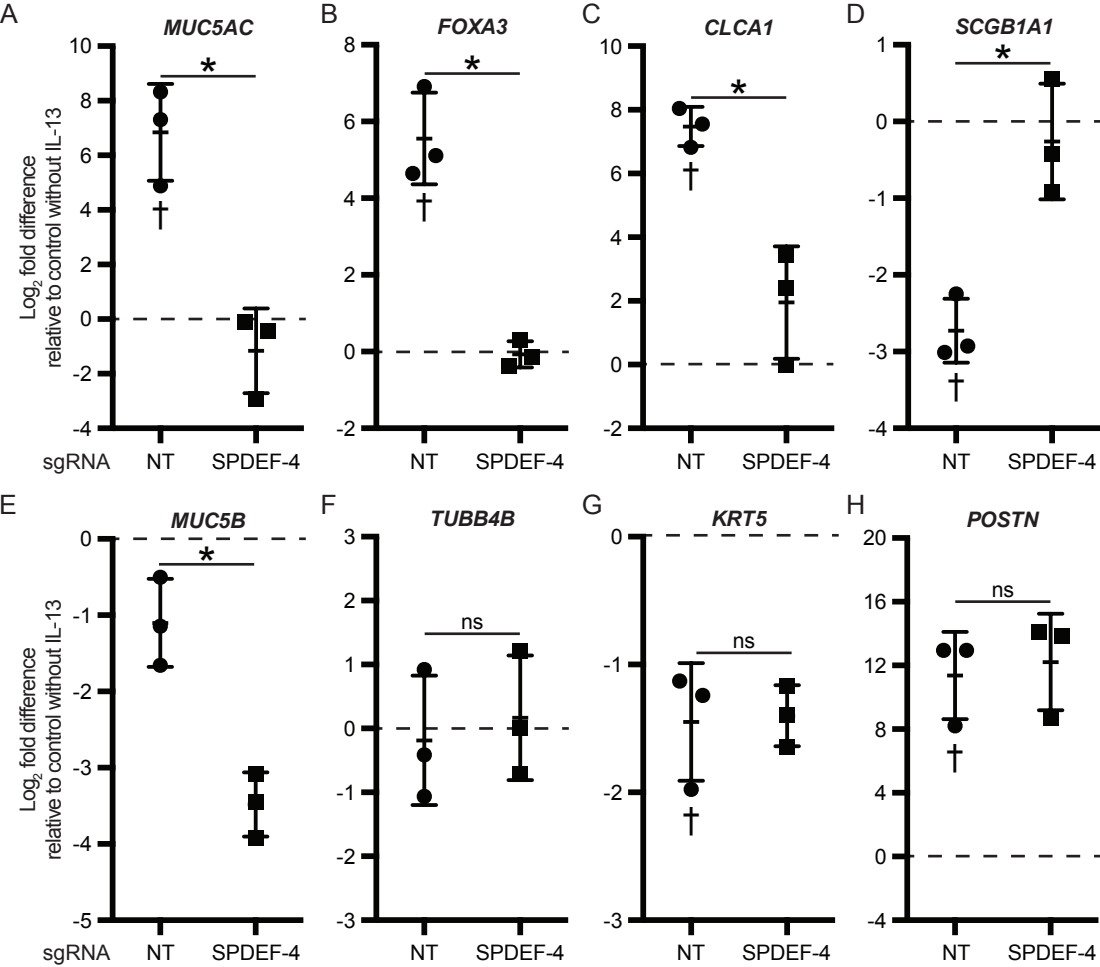 A
MUC5AC
Log2 fold difference
relative to control without IL-13
10
8
6
4
2
0
-2
-4
*
†
sgRNA
NT
SPDEF-4
B
FOXA3
8
6
4
2
0
-2
*
†
NT
SPDEF-4
C
CLCA1
10
8
6
4
2
0
-2
*
†
NT
SPDEF-4
D
SCGB1A1
1
0
-1
-2
-3
-4
*
†
NT
SPDEF-4
E
MUC5B
Log2 fold difference
relative to control without IL-13
0
-1
-2
-3
-4
-5
*
sgRNA
NT
SPDEF-4
F
TUBB4B
3
2
1
0
-1
-2
-3
ns
NT
SPDEF-4
G
KRT5
0
-1
-2
-3
ns
†
NT
SPDEF-4
H
POSTN
20
16
12
8
4
0
-4
ns
†
NT
SPDEF-4